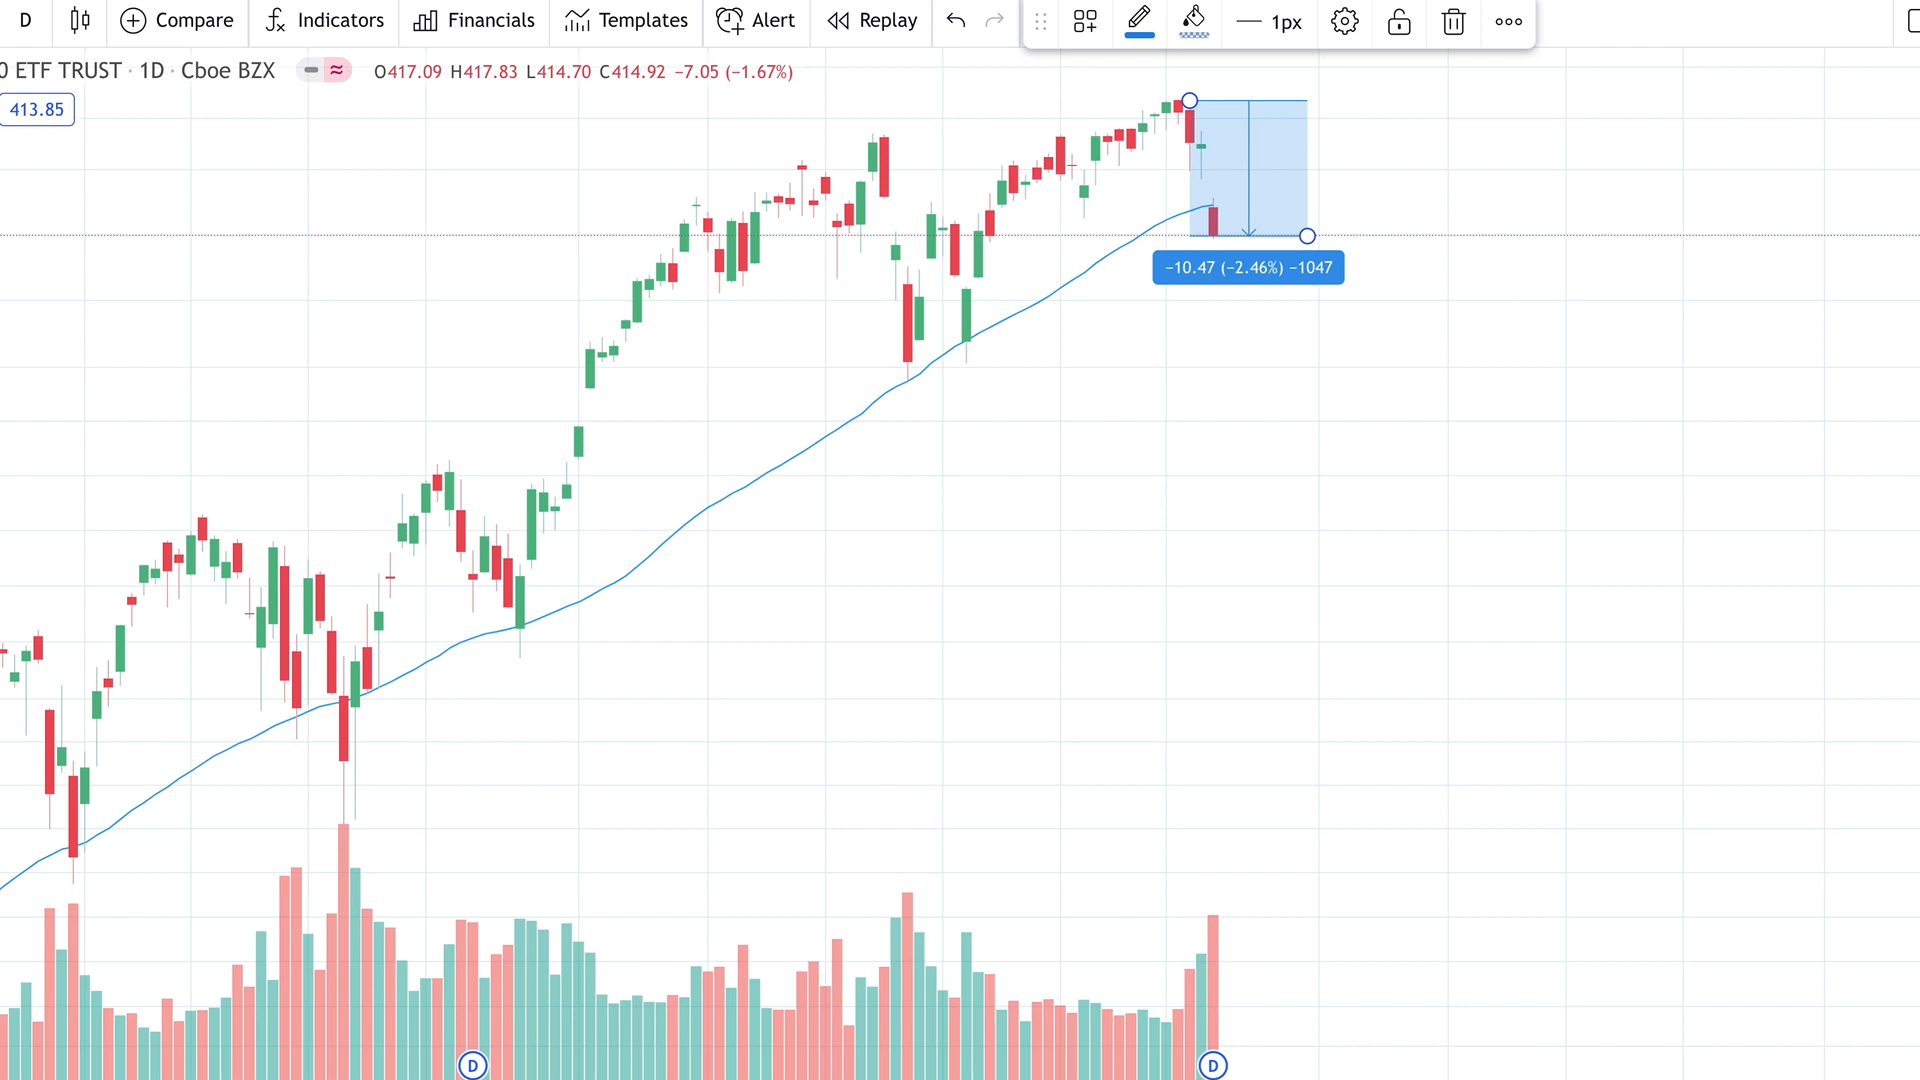 D Compare Indicators Financials Templates Alert Replay 1px
0 ETF TRUST · 1D · Cboe BZX O417.09 H417.83 L414.70 C414.92 −7.05 (−1.67%)
413.85
−10.47 (−2.46%) −1047
D D